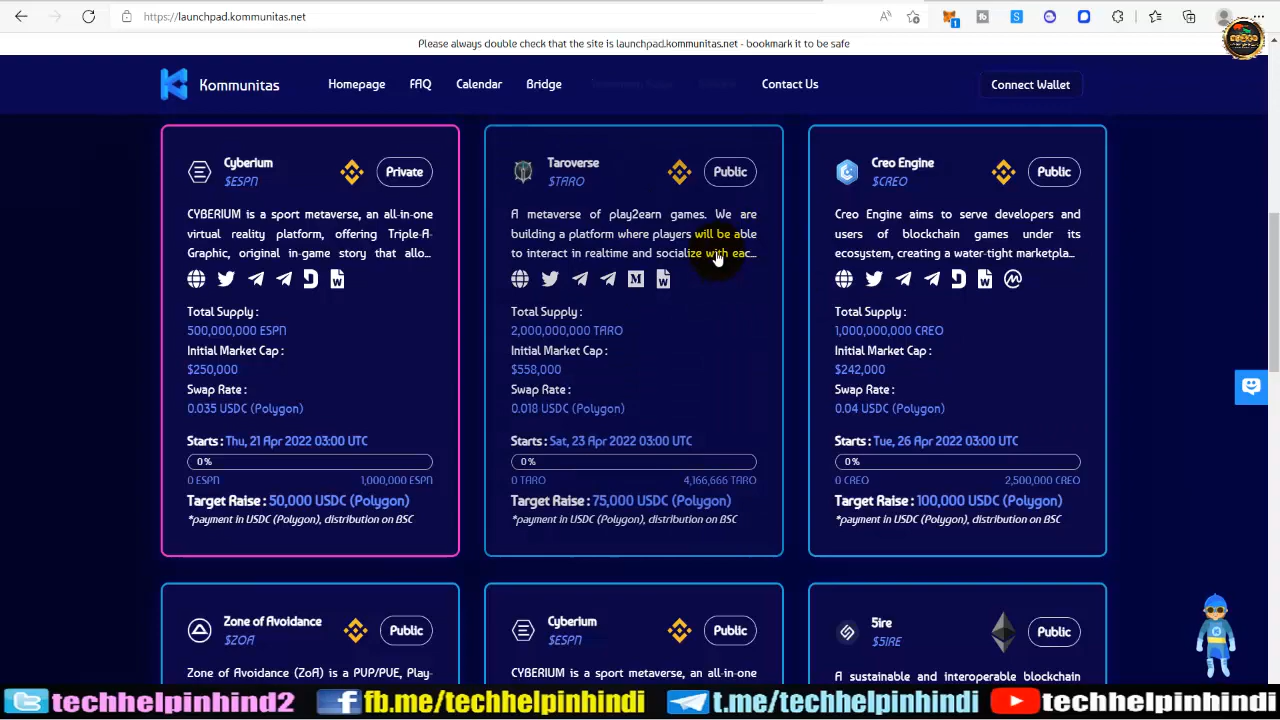 https://launchpad.kommunitas.net
Please always double check that the site is launchpad.kommunitas.net - bookmark it to be safe
Kommunitas
Homepage
FAQ
Calendar
Bridge
Contact Us
Connect Wallet
Cyberium
$ESPN
Private
CYBERIUM is a sport metaverse, an all-in-one
virtual reality platform, offering Triple-A-
Graphic, original in-game story that allo...
Total Supply :
500,000,000 ESPN
Initial Market Cap :
$250,000
Swap Rate :
0.035 USDC (Polygon)
Starts : Thu, 21 Apr 2022 03:00 UTC
0%
0 ESPN 1,000,000 ESPN
Target Raise : 50,000 USDC (Polygon)
*payment in USDC (Polygon), distribution on BSC
Taroverse
$TARO
Public
A metaverse of play2earn games. We are
building a platform where players will be able
to interact in realtime and socialize with eac...
Total Supply :
2,000,000,000 TARO
Initial Market Cap :
$558,000
Swap Rate :
0.018 USDC (Polygon)
Starts : Sat, 23 Apr 2022 03:00 UTC
0%
0 TARO 4,166,666 TARO
Target Raise : 75,000 USDC (Polygon)
*payment in USDC (Polygon), distribution on BSC
Creo Engine
$CREO
Public
Creo Engine aims to serve developers and
users of blockchain games under its
ecosystem, creating a water-tight marketpla...
Total Supply :
1,000,000,000 CREO
Initial Market Cap :
$242,000
Swap Rate :
0.04 USDC (Polygon)
Starts : Tue, 26 Apr 2022 03:00 UTC
0%
0 CREO 2,500,000 CREO
Target Raise : 100,000 USDC (Polygon)
*payment in USDC (Polygon), distribution on BSC
Zone of Avoidance
$ZOA
Public
Zone of Avoidance (ZoA) is a PUP/PUE, Play-
Cyberium
$ESPN
Public
CYBERIUM is a sport metaverse, an all-in-one
5ire
$5IRE
Public
A sustainable and interoperable blockchain
techhelpinhindi2
fb.me/techhelpinhindi
t.me/techhelpinhindi
techhelpinhindi